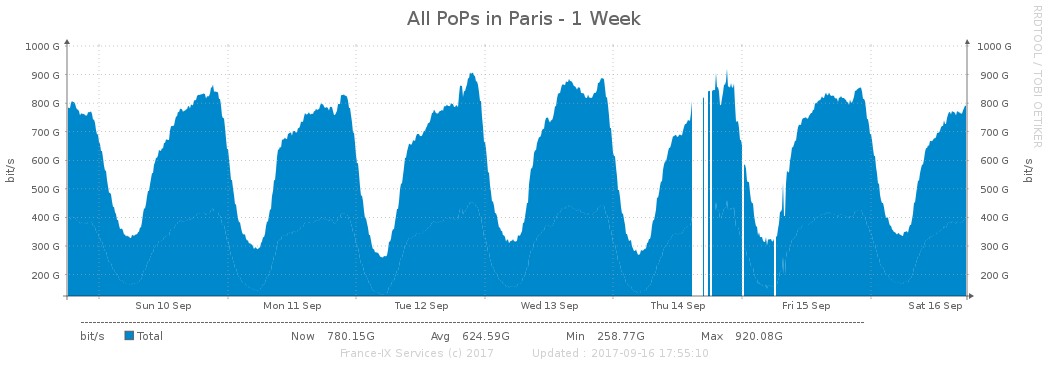 All PoPs in Paris - 1 Week
RRDTOOL / TOBI OETIKER
1000 G 1000 G
900 G 900 G
800 G 800 G
700 G 700 G
600 G 600 G
500 G 500 G
400 G 400 G
300 G 300 G
200 G 200 G
bit/s bit/s
Sun 10 Sep Mon 11 Sep Tue 12 Sep Wed 13 Sep Thu 14 Sep Fri 15 Sep Sat 16 Sep
bit/s Total Now 780.15G Avg 624.59G Min 258.77G Max 920.08G
France-IX Services (c) 2017 Updated : 2017-09-16 17:55:10